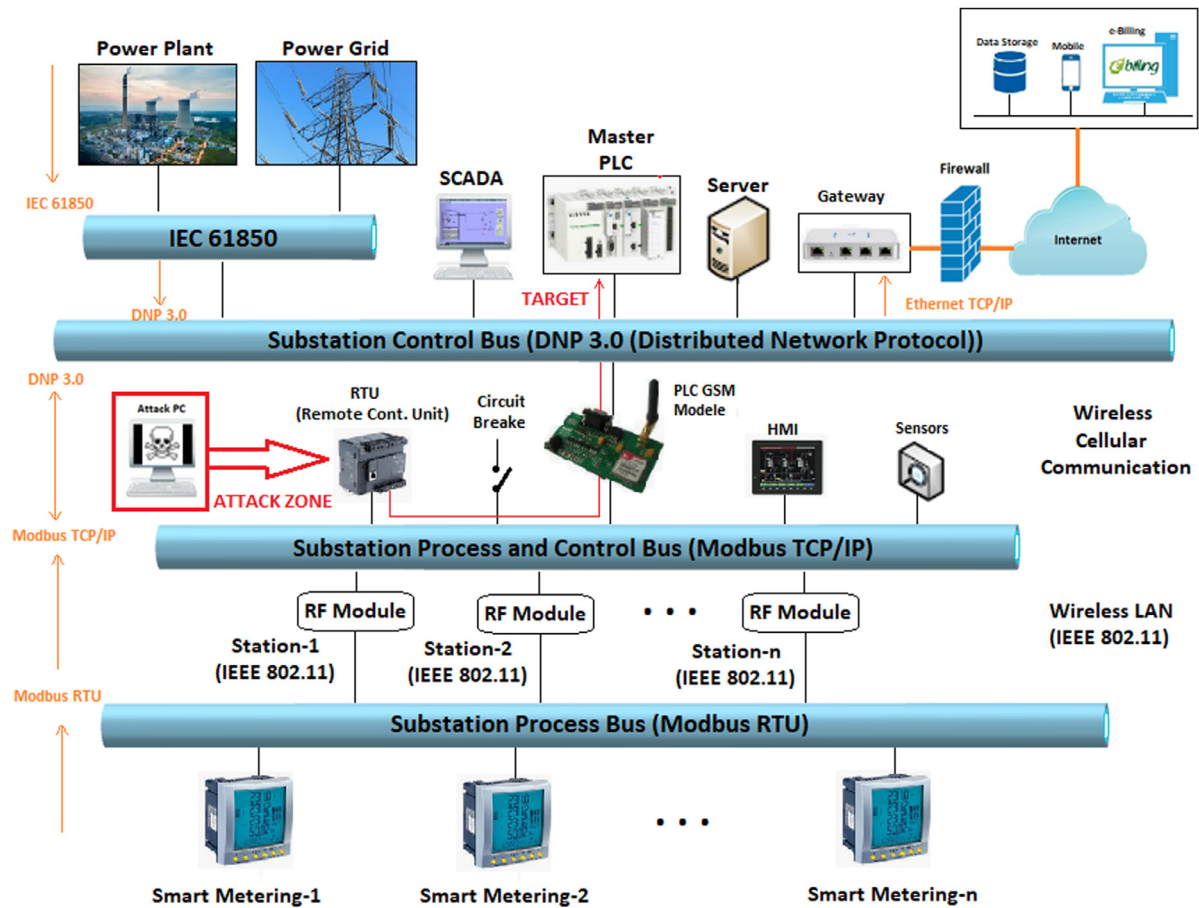 Power Plant
Power Grid
e-Billing
Data Storage
Mobile
billing
Master
PLC
SCADA
Server
Gateway
Firewall
Internet
IEC 61850
IEC 61850
DNP 3.0
TARGET
Ethernet TCP/IP
Substation Control Bus (DNP 3.0 (Distributed Network Protocol))
DNP 3.0
Attack PC
RTU
(Remote Cont. Unit)
Circuit
Breake
PLC GSM
Modele
HMI
Sensors
Wireless
Cellular
Communication
ATTACK ZONE
Modbus TCP/IP
Substation Process and Control Bus (Modbus TCP/IP)
RF Module
RF Module
• • •
RF Module
Station-1
(IEEE 802.11)
Station-2
(IEEE 802.11)
Station-n
(IEEE 802.11)
Wireless LAN
(IEEE 802.11)
Modbus RTU
Substation Process Bus (Modbus RTU)
• • •
Smart Metering-1
Smart Metering-2
Smart Metering-n